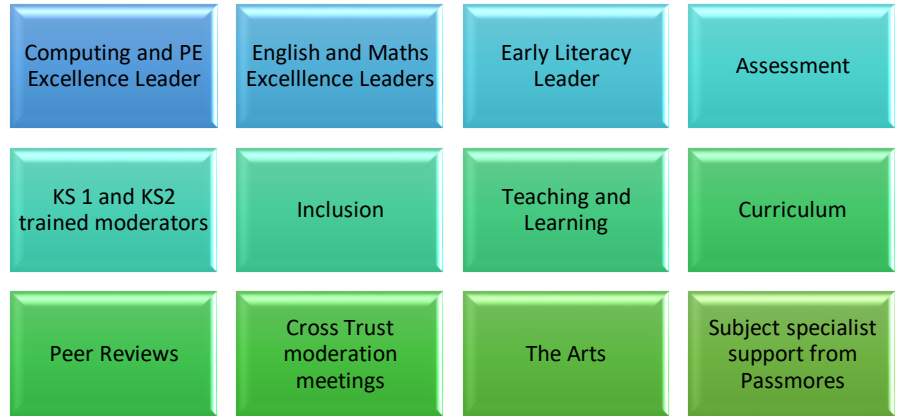 Computing and PE
Excellence Leader
English and Maths
Excelllence Leaders
Early Literacy
Leader
Assessment
KS 1 and KS2
trained moderators
Inclusion
Teaching and
Learning
Curriculum
Peer Reviews
Cross Trust
moderation
meetings
The Arts
Subject specialist
support from
Passmores